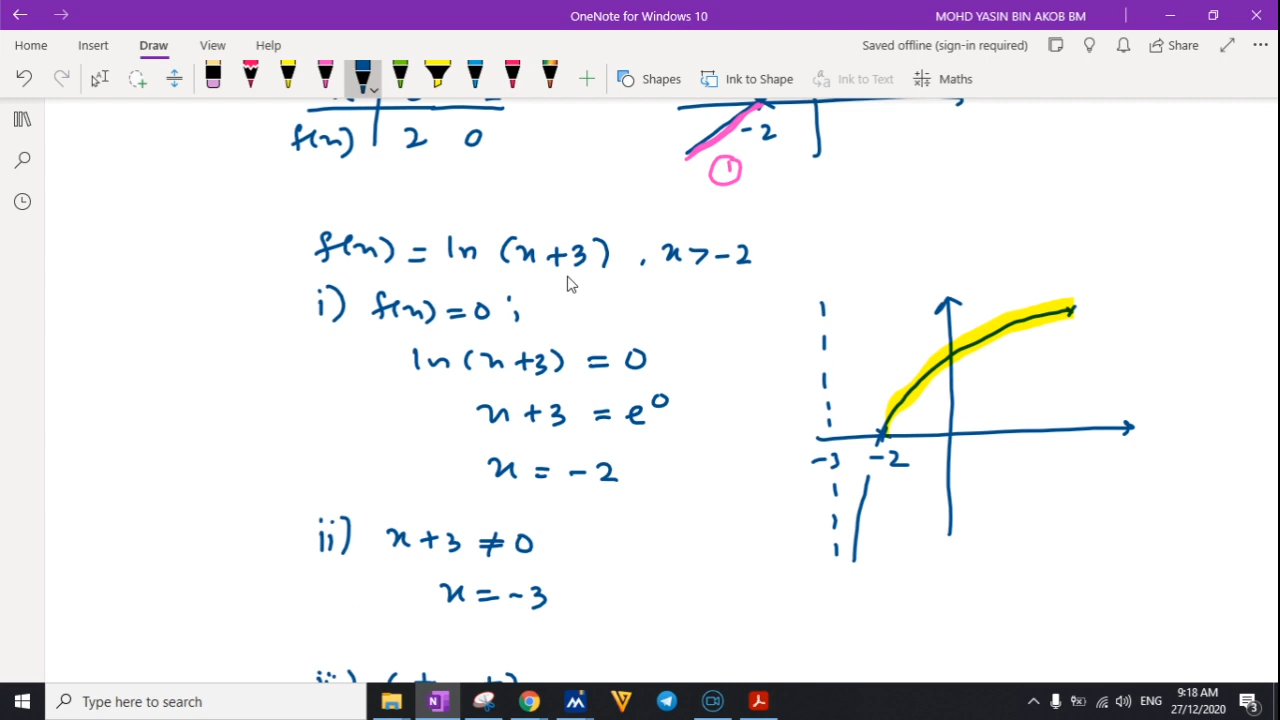 OneNote for Windows 10
MOHD YASIN BIN AKOB BM
Home Insert Draw View Help
Saved offline (sign-in required)
Share
Shapes
Ink to Shape
Ink to Text
Maths
f(x) 2 0
-2
1
f(x) = ln (x+3) , x > -2
i) f(x) = 0 ;
ln(x+3) = 0
x+3 = e⁰
x = -2
-3 -2
ii) x+3 ≠ 0
x = -3
Type here to search
ENG
9:18 AM
27/12/2020
3